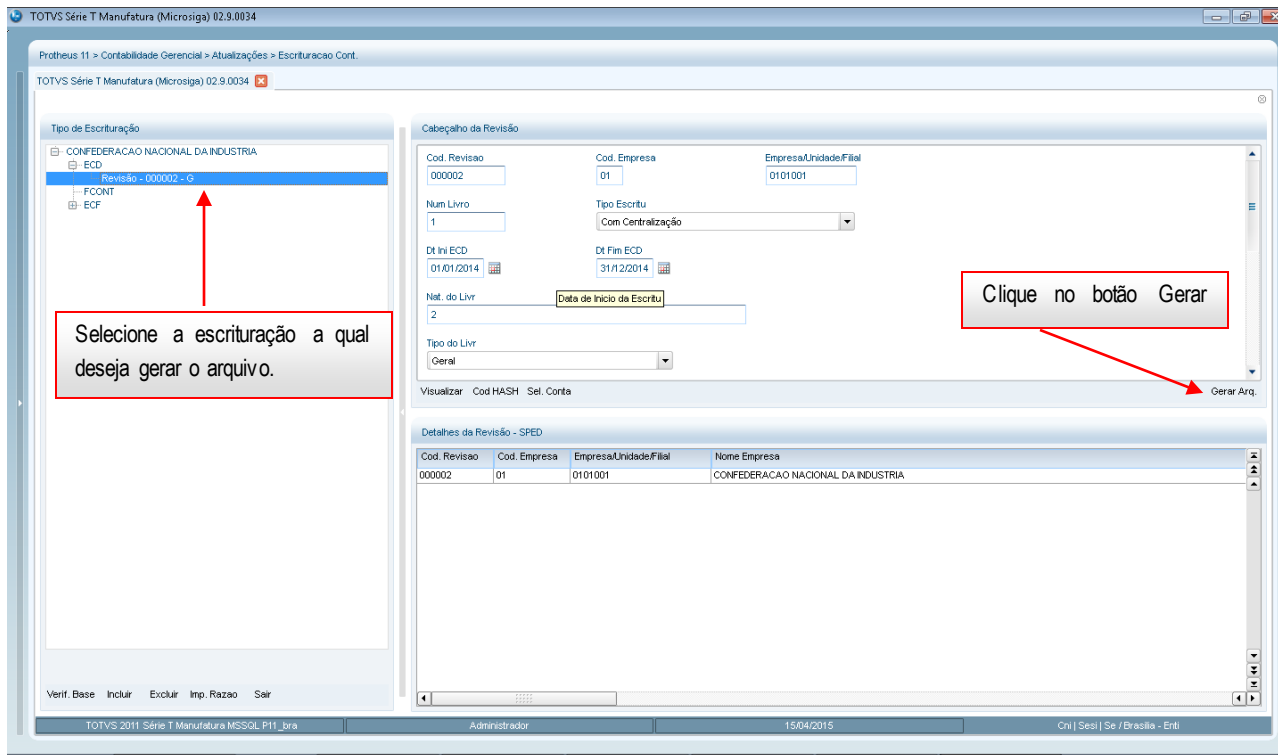 TOTVS Série T Manufatura (Microsiga) 02.9.0034
Protheus 11 > Contabilidade Gerencial > Atualizações > Escrituracao Cont.
TOTVS Série T Manufatura (Microsiga) 02.9.0034
Tipo de Escrituração
CONFEDERACAO NACIONAL DA INDUSTRIA
ECD
Revisão - 000002 - G
FCONT
ECF
Selecione a escrituração a qual
deseja gerar o arquivo.
Verif. Base Incluir Excluir Imp. Razao Sair
Cabeçalho da Revisão
Cod. Revisao Cod. Empresa Empresa/Unidade/Filial
000002 01 0101001
Num Livro Tipo Escritu
1 Com Centralização
Dt Ini ECD Dt Fim ECD
01/01/2014 31/12/2014
Nat. do Livr Data de Inicio da Escritu
2
Tipo do Livr
Geral
Clique no botão Gerar
Visualizar Cod HASH Sel. Conta Gerar Arq.
Detalhes da Revisão - SPED
Cod. Revisao Cod. Empresa Empresa/Unidade/Filial Nome Empresa
000002 01 0101001 CONFEDERACAO NACIONAL DA INDUSTRIA
TOTVS 2011 Série T Manufatura MSSQL P11_bra Administrador 15/04/2015 Cni | Sesi | Se / Brasilia - Enti